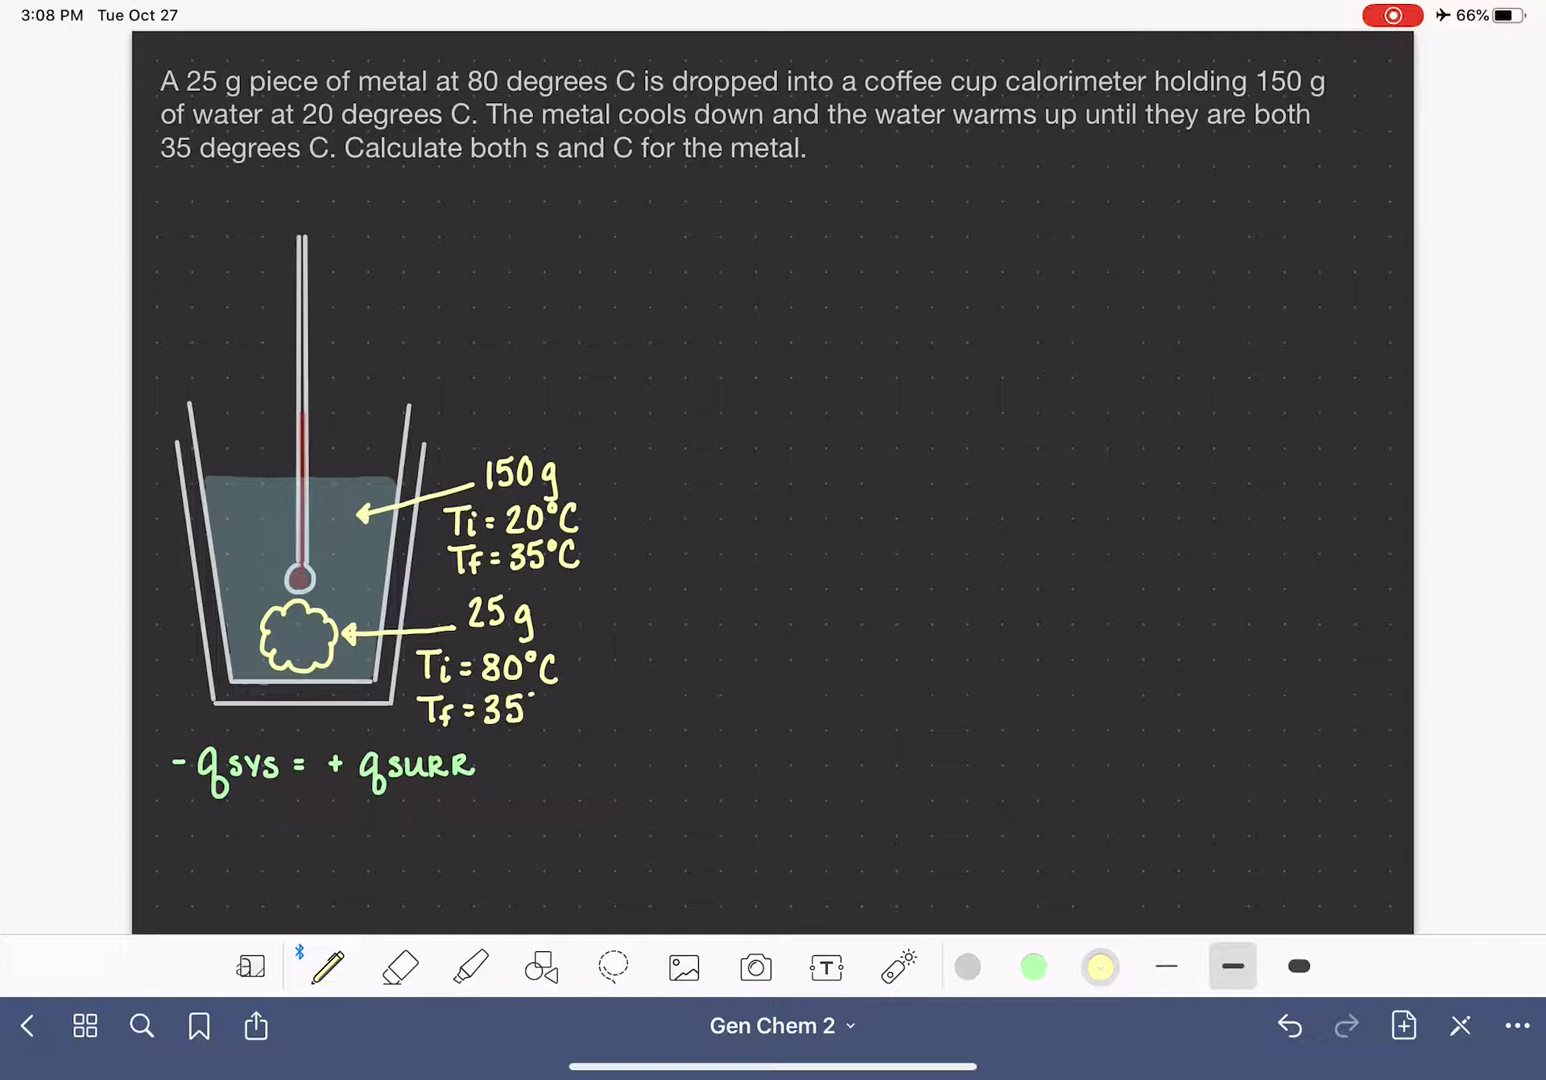 3:08 PM Tue Oct 27
66%
A 25 g piece of metal at 80 degrees C is dropped into a coffee cup calorimeter holding 150 g
of water at 20 degrees C. The metal cools down and the water warms up until they are both
35 degrees C. Calculate both s and C for the metal.
150 g
Ti = 20°C
Tf = 35°C
25 g
Ti = 80°C
Tf = 35
- qSYS = + qSURR
T
Gen Chem 2